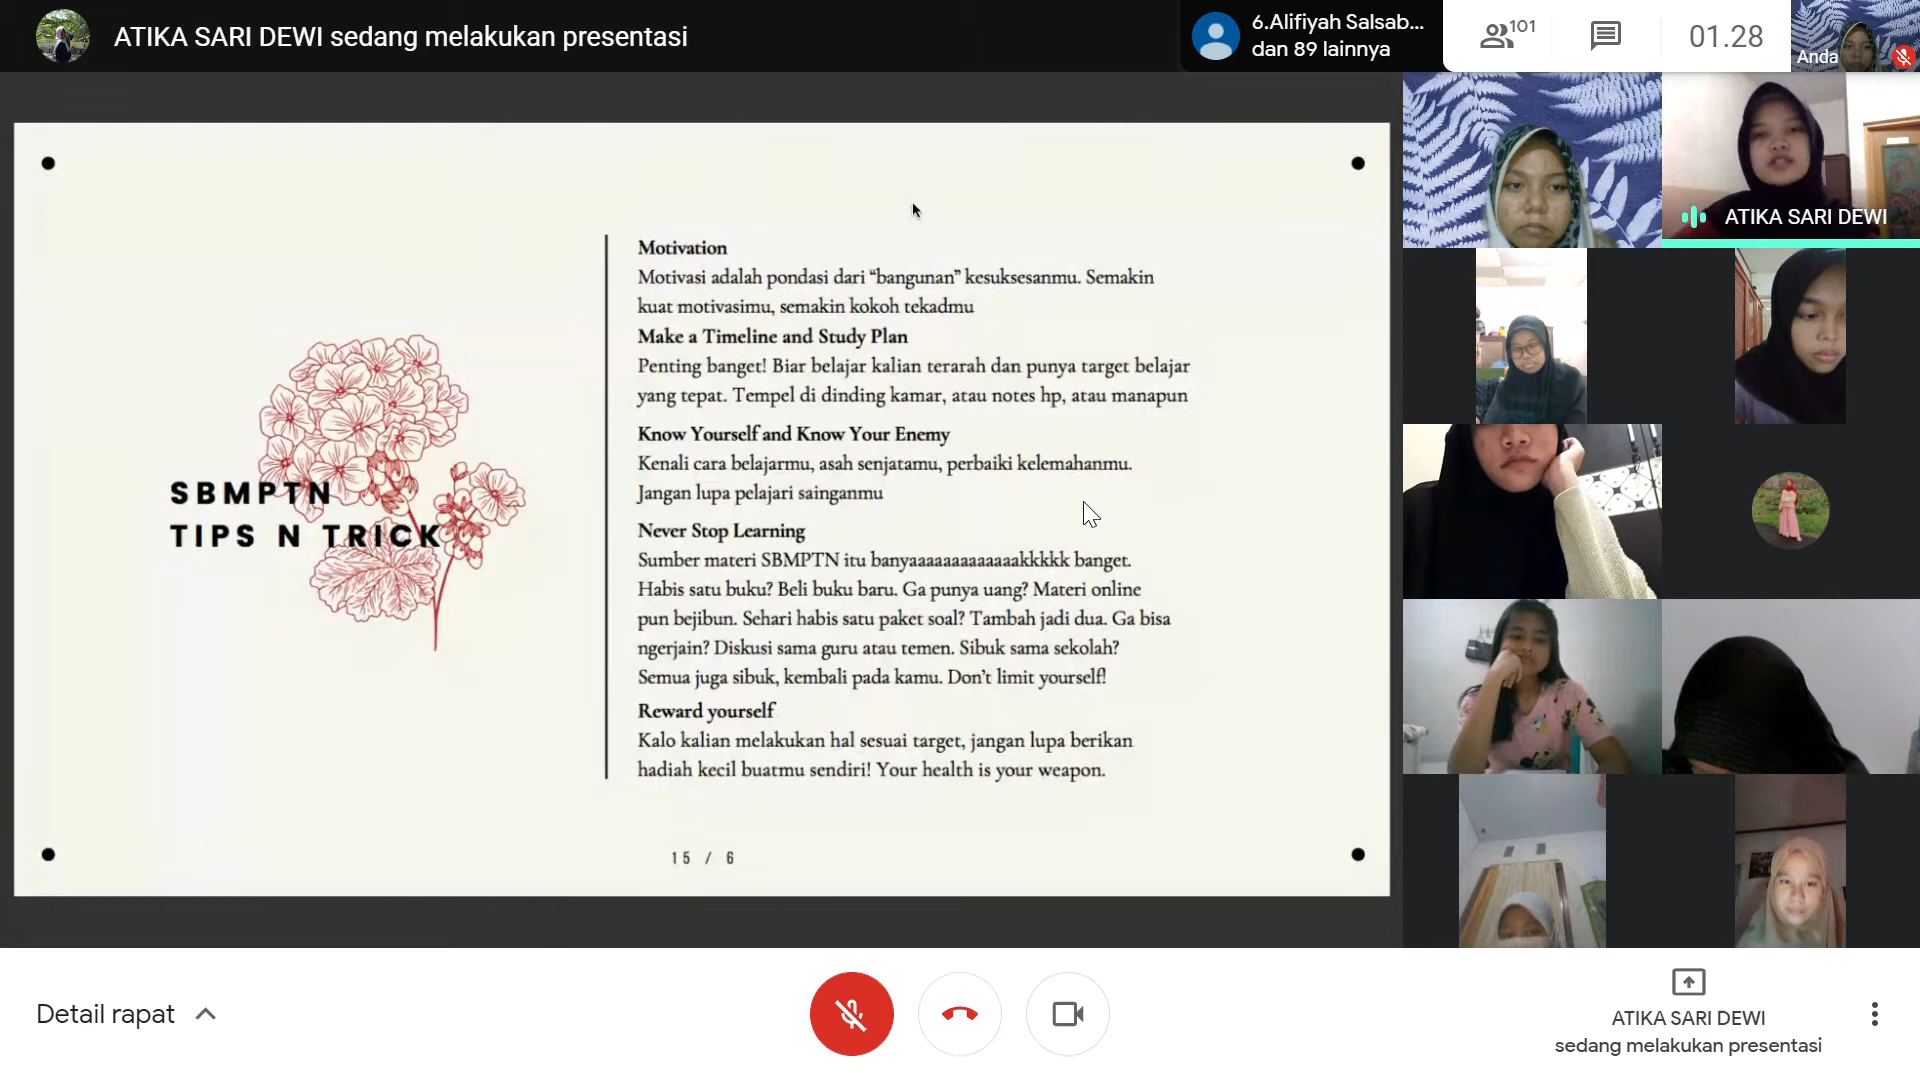 ATIKA SARI DEWI sedang melakukan presentasi
6.Alifiyah Salsab...
dan 89 lainnya
101
01.28
Anda
ATIKA SARI DEWI
SBMPTN
TIPS N TRICK
Motivation
Motivasi adalah pondasi dari “bangunan” kesuksesanmu. Semakin
kuat motivasimu, semakin kokoh tekadmu
Make a Timeline and Study Plan
Penting banget! Biar belajar kalian terarah dan punya target belajar
yang tepat. Tempel di dinding kamar, atau notes hp, atau manapun
Know Yourself and Know Your Enemy
Kenali cara belajarmu, asah senjatamu, perbaiki kelemahanmu.
Jangan lupa pelajari sainganmu
Never Stop Learning
Sumber materi SBMPTN itu banyaaaaaaaaaaaaakkkkk banget.
Habis satu buku? Beli buku baru. Ga punya uang? Materi online
pun bejibun. Sehari habis satu paket soal? Tambah jadi dua. Ga bisa
ngerjain? Diskusi sama guru atau temen. Sibuk sama sekolah?
Semua juga sibuk, kembali pada kamu. Don’t limit yourself!
Reward yourself
Kalo kalian melakukan hal sesuai target, jangan lupa berikan
hadiah kecil buatmu sendiri! Your health is your weapon.
15 / 6
Detail rapat
ATIKA SARI DEWI
sedang melakukan presentasi